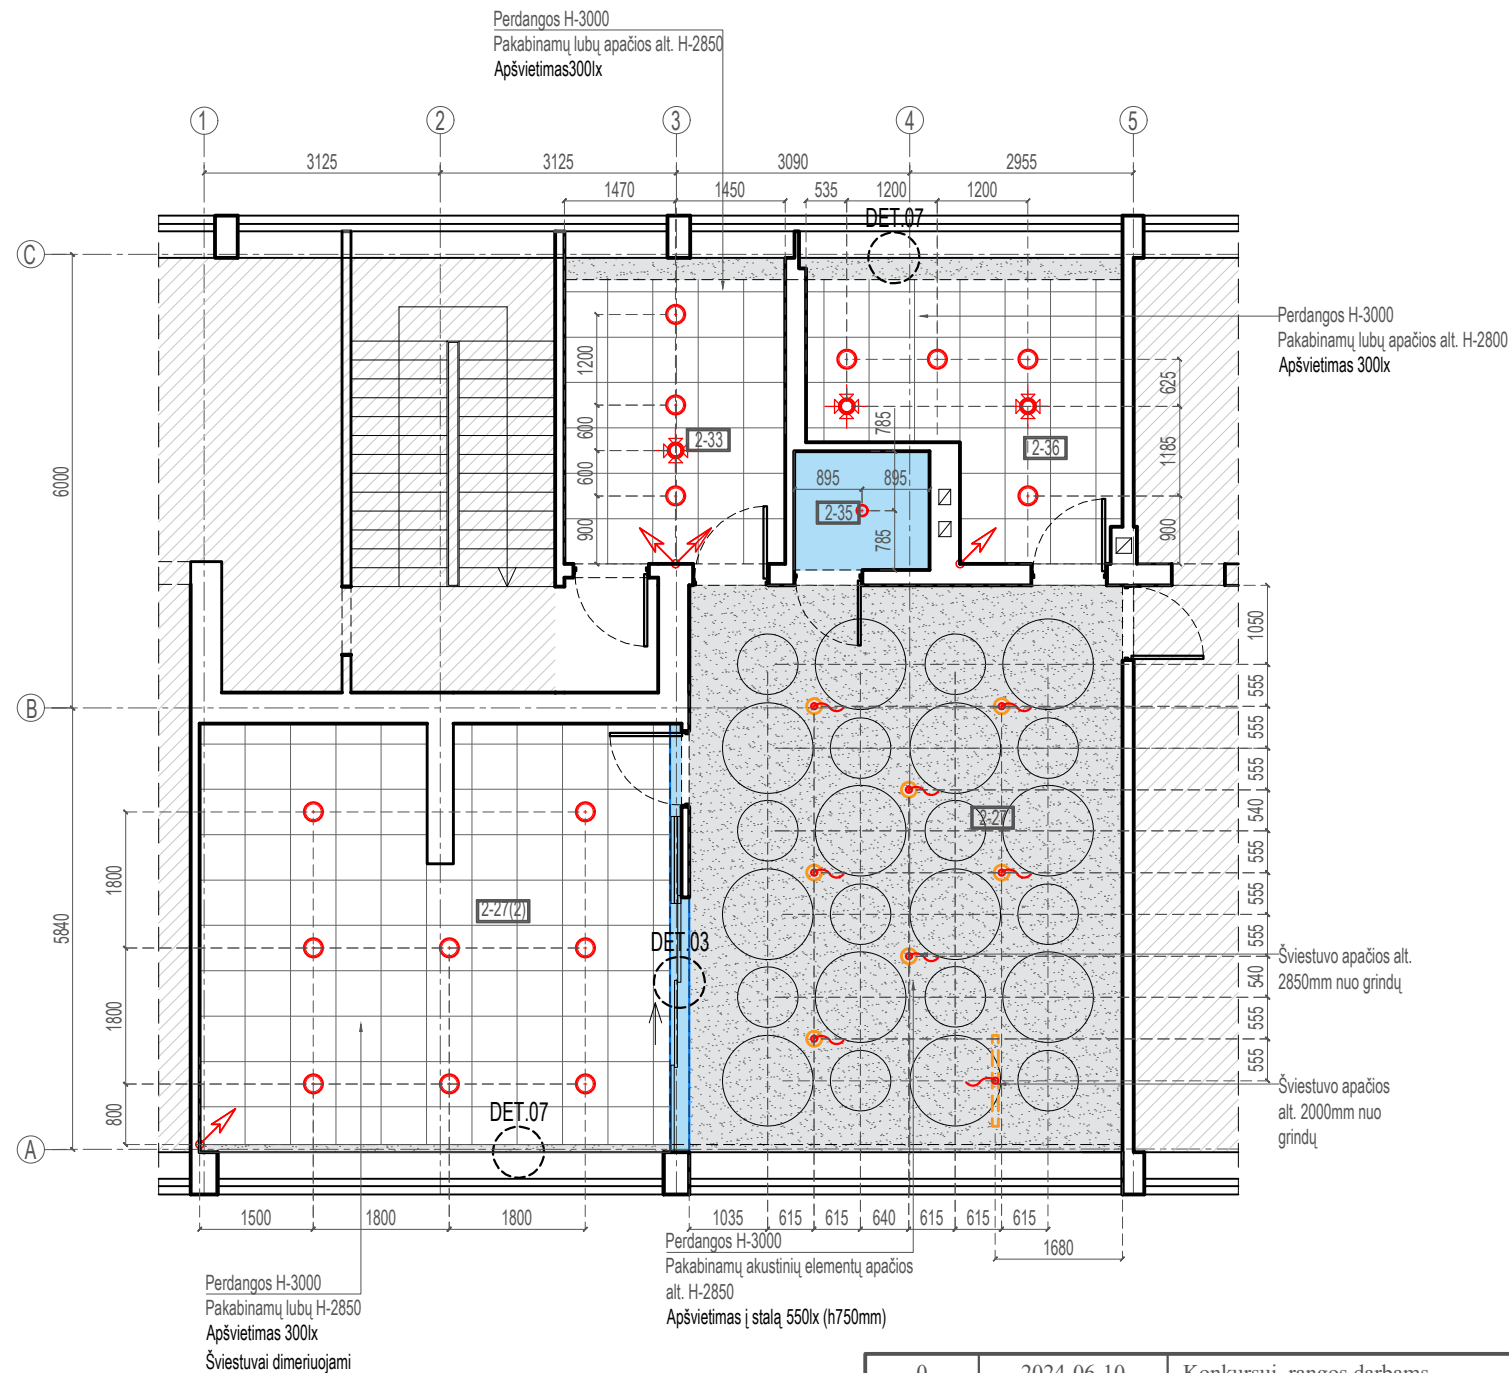 Perdangos H-3000
Pakabinamų lubų apačios alt. H-2850
Apšvietimas300lx
1
2
3
4
5
3125
3125
3090
2955
1470
1450
535
1200
1200
DET.07
C
Perdangos H-3000
Pakabinamų lubų apačios alt. H-2800
Apšvietimas 300lx
1200
600
600
900
2-33
785
625
1185
900
2-36
895
895
2-35
785
6000
1050
B
555
555
555
540
555
555
555
540
555
555
2-27
1800
1800
800
5840
2-27(2)
DET.03
DET.07
Šviestuvo apačios alt.
2850mm nuo grindų
Šviestuvo apačios
alt. 2000mm nuo
grindų
A
1500
1800
1800
1035
615
615
640
615
615
615
1680
Perdangos H-3000
Pakabinamų akustinių elementų apačios
alt. H-2850
Apšvietimas į stalą 550lx (h750mm)
Perdangos H-3000
Pakabinamų lubų H-2850
Apšvietimas 300lx
Šviestuvai dimeriuojami
0
2024-06-10
Konkursui, rangos darbams